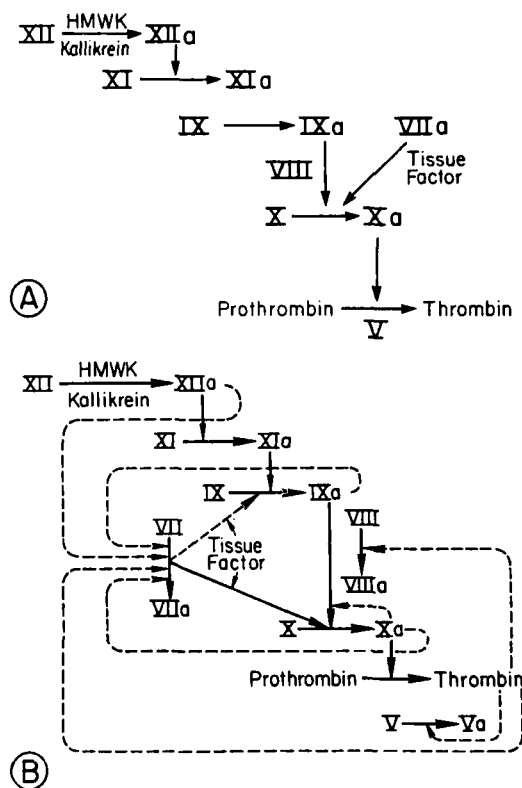 XII HMWK Kallikrein XIIa
XI XIa
IX IXa VIIa
VIII Tissue Factor
X Xa
A
Prothrombin V Thrombin
B
XII HMWK Kallikrein XIIa
XI XIa
IX IXa
VII VIII
Tissue Factor
VIIa VIIIa
X Xa
Prothrombin Thrombin
V Va